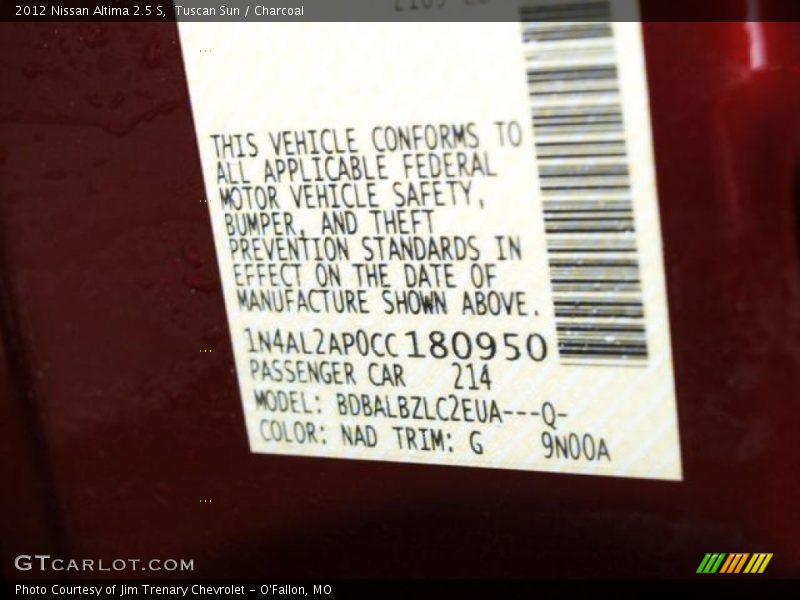 2012 Nissan Altima 2.5 S, Tuscan Sun / Charcoal
THIS VEHICLE CONFORMS TO
ALL APPLICABLE FEDERAL
MOTOR VEHICLE SAFETY,
BUMPER, AND THEFT
PREVENTION STANDARDS IN
EFFECT ON THE DATE OF
MANUFACTURE SHOWN ABOVE.
1N4AL2AP0CC180950
PASSENGER CAR 214
MODEL: BDBALBZLC2EUA---Q-
COLOR: NAD TRIM: G 9N00A
GTCARLOT.COM
Photo Courtesy of Jim Trenary Chevrolet - O'Fallon, MO